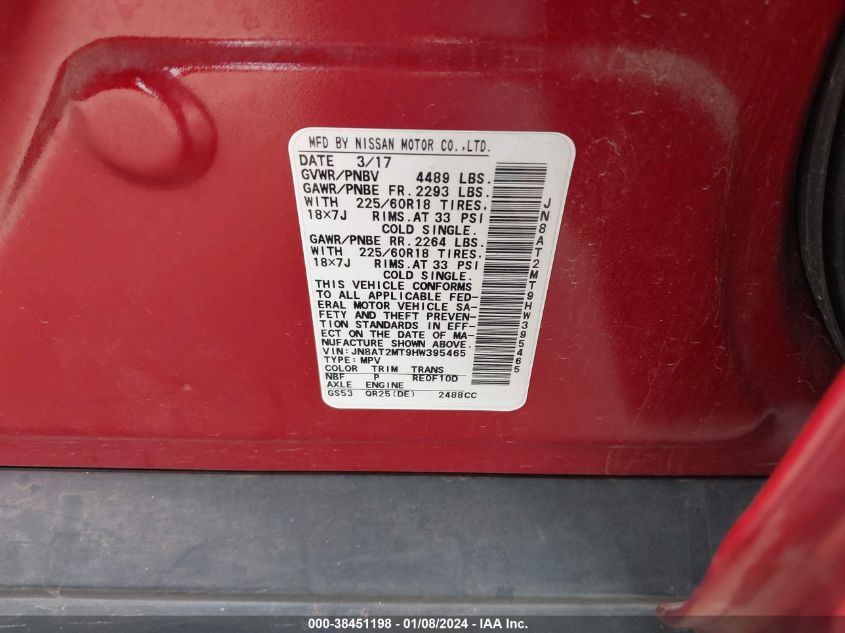 MFD BY NISSAN MOTOR CO.,LTD.
DATE 3/17
GVWR/PNBV 4489 LBS.
GAWR/PNBE FR. 2293 LBS.
WITH 225/60R18 TIRES,
18×7J RIMS.AT 33 PSI
COLD SINGLE.
GAWR/PNBE RR. 2264 LBS.
WITH 225/60R18 TIRES,
18×7J RIMS.AT 33 PSI
COLD SINGLE.
THIS VEHICLE CONFORMS
TO ALL APPLICABLE FED-
ERAL MOTOR VEHICLE SA-
FETY AND THEFT PREVEN-
TION STANDARDS IN EFF-
ECT ON THE DATE OF MA-
NUFACTURE SHOWN ABOVE.
VIN: JN8AT2MT9HW395465
TYPE: MPV
COLOR TRIM TRANS
NBF P RE0F10D
AXLE ENGINE
GS53 QR25(DE) 2488CC
JN8AT2MT9HW395465
000-38451198 - 01/08/2024 - © IAA Inc.